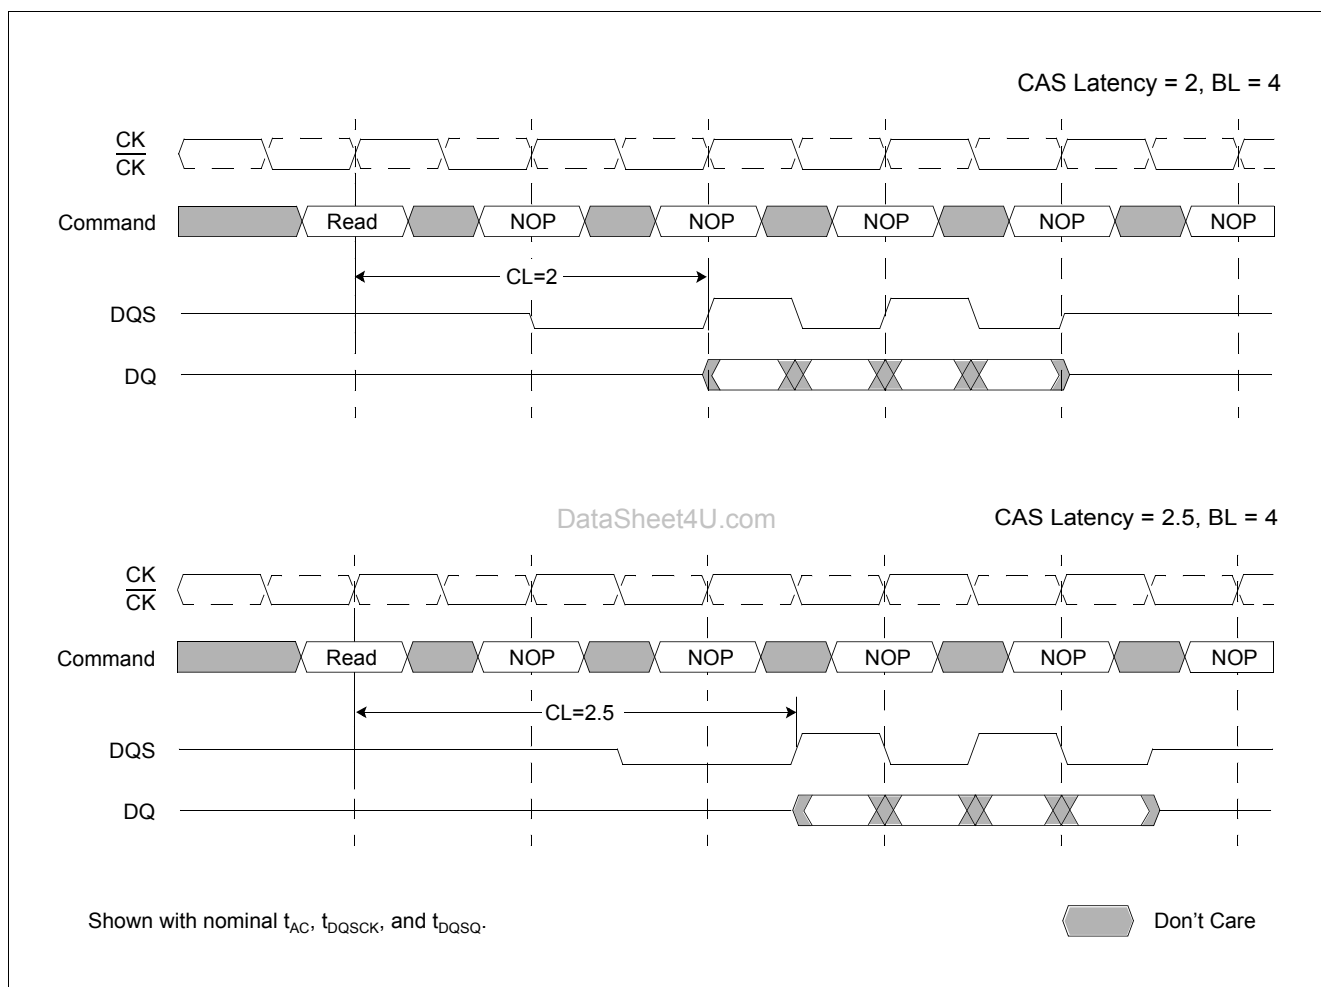 CAS Latency = 2, BL = 4
CK
CK
Command Read NOP NOP NOP NOP NOP
CL=2
DQS
DQ
DataSheet4U.com
CAS Latency = 2.5, BL = 4
CK
CK
Command Read NOP NOP NOP NOP NOP
CL=2.5
DQS
DQ
Shown with nominal tAC, tDQSCK, and tDQSQ.
Don't Care